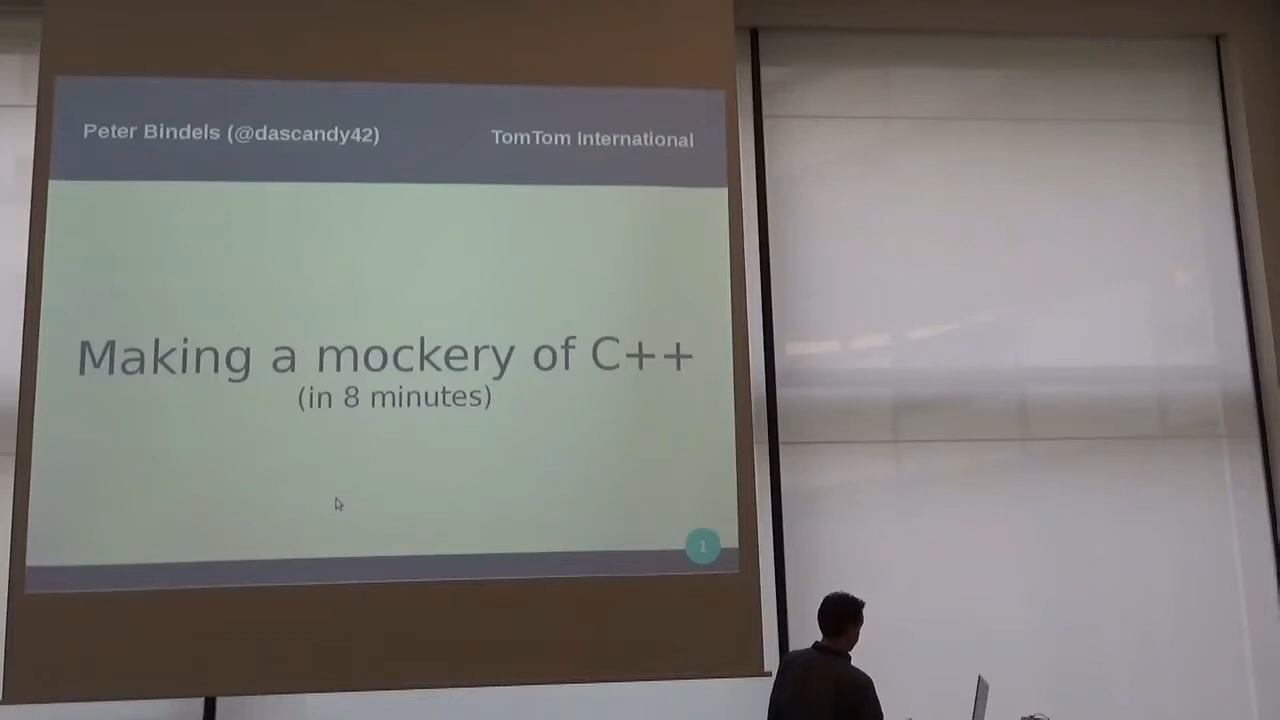 Peter Bindels (@dascandy42)
TomTom International
Making a mockery of C++
(in 8 minutes)
1